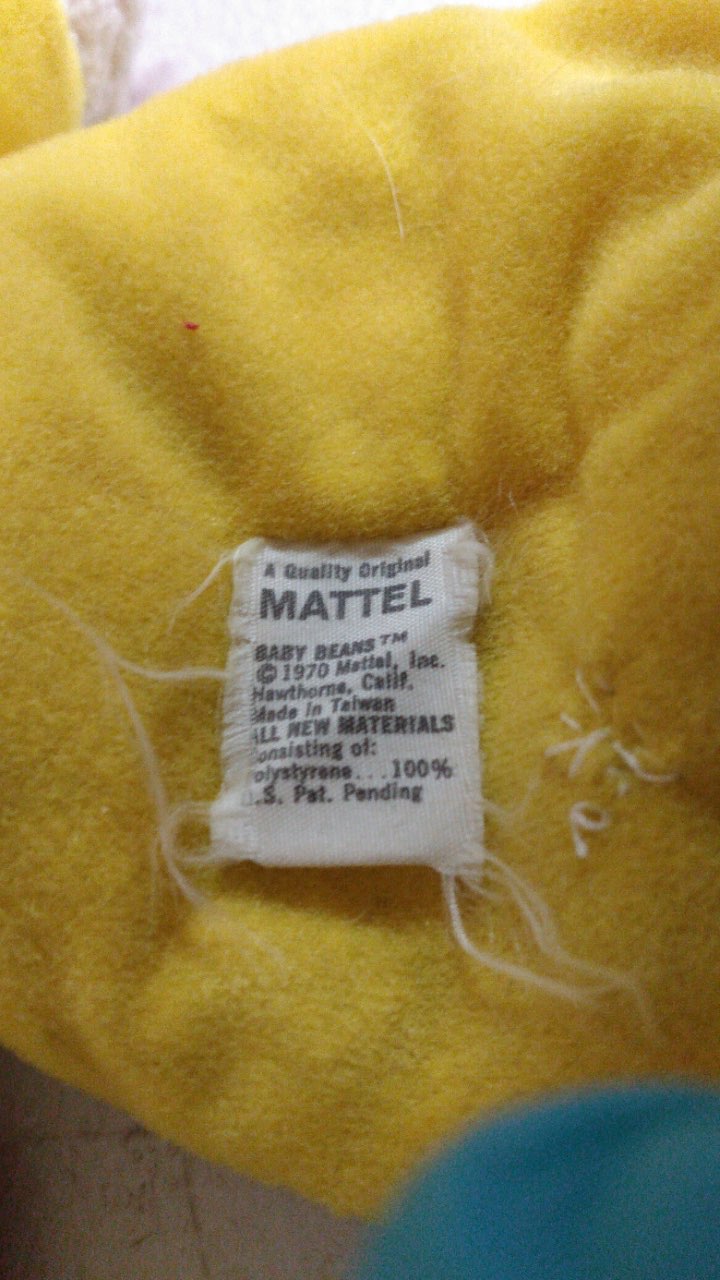 A Quality Original
MATTEL
BABY BEANS™
© 1970 Mattel, Inc.
Hawthorne, Calif.
Made in Taiwan
ALL NEW MATERIALS
onsisting of:
olystyrene...100%
.S. Pat. Pending